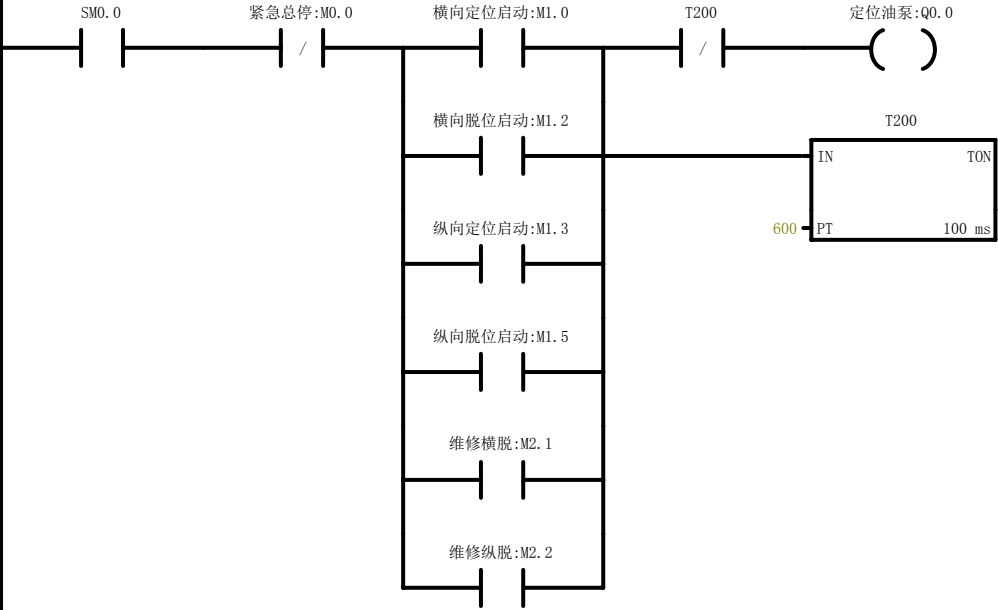 SM0.0 紧急总停:M0.0 横向定位启动:M1.0 T200 定位油泵:Q0.0
/ /
横向脱位启动:M1.2 T200
IN TON
纵向定位启动:M1.3
600 PT 100 ms
纵向脱位启动:M1.5
维修横脱:M2.1
维修纵脱:M2.2